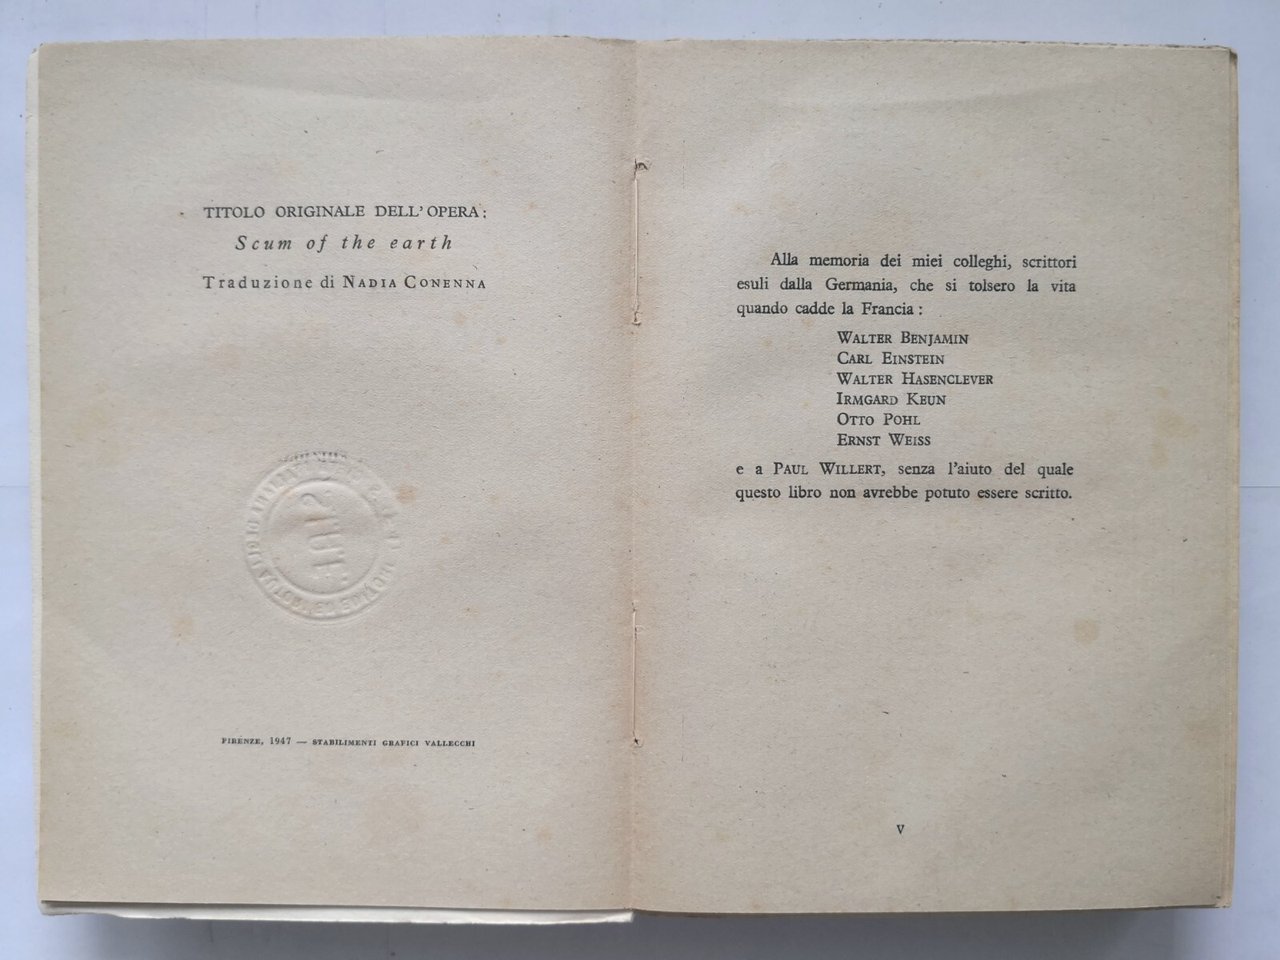 TITOLO ORIGINALE DELL'OPERA:
Scum of the earth
Traduzione di NADIA CONENNA
FIRENZE, 1947 — STABILIMENTI GRAFICI VALLECCHI
Alla memoria dei miei colleghi, scrittori
esuli dalla Germania, che si tolsero la vita
quando cadde la Francia:
WALTER BENJAMIN
CARL EINSTEIN
WALTER HASENCLEVER
IRMGARD KEUN
OTTO POHL
ERNST WEISS
e a PAUL WILLERT, senza l'aiuto del quale
questo libro non avrebbe potuto essere scritto.
V